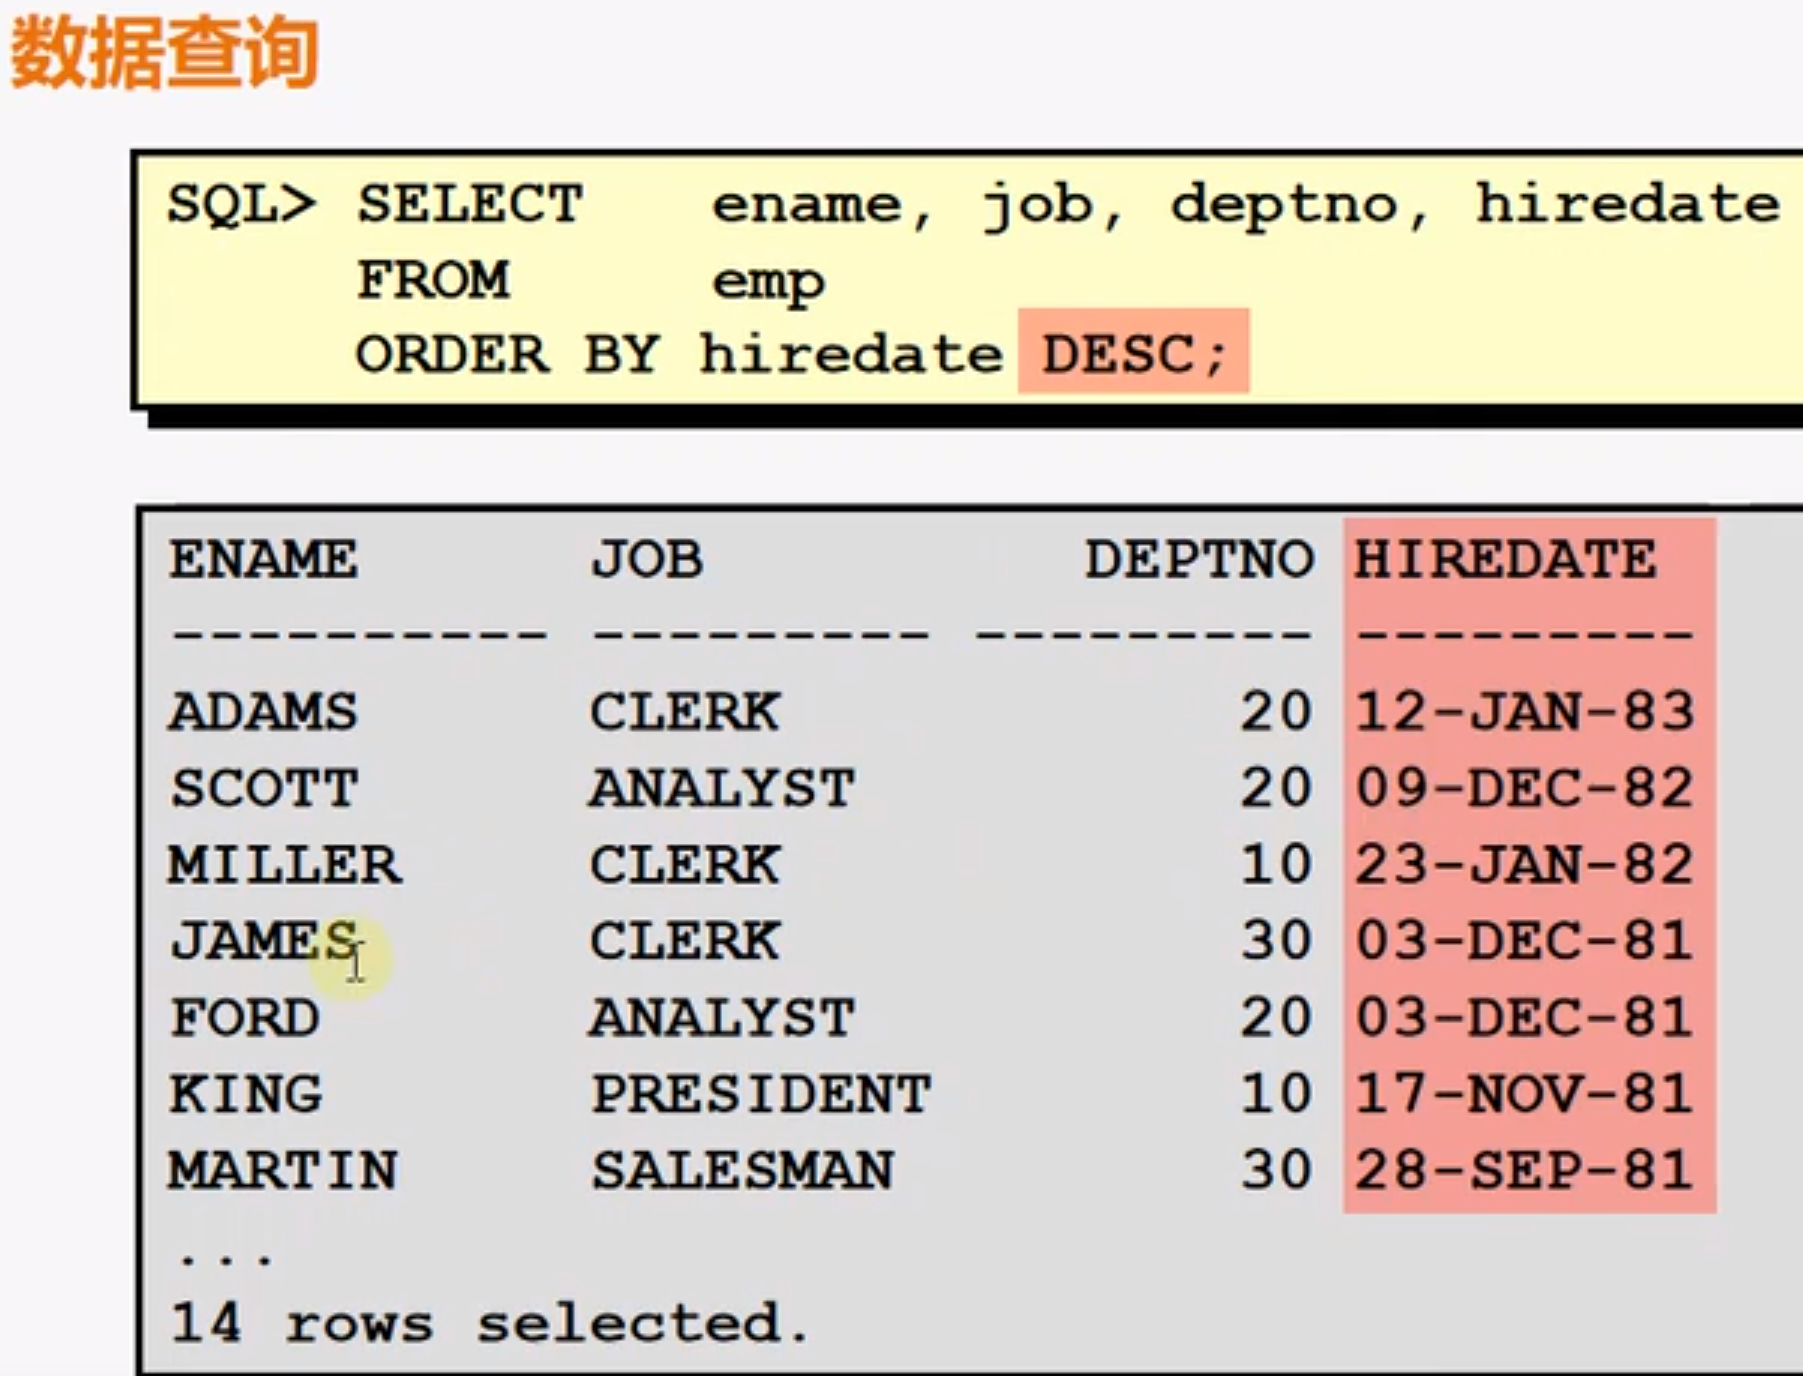 数据查询
SQL> SELECT ename, job, deptno, hiredate
FROM emp
ORDER BY hiredate DESC;
ENAME JOB DEPTNO HIREDATE
---------- --------- --------- ---------
ADAMS CLERK 20 12-JAN-83
SCOTT ANALYST 20 09-DEC-82
MILLER CLERK 10 23-JAN-82
JAMES CLERK 30 03-DEC-81
FORD ANALYST 20 03-DEC-81
KING PRESIDENT 10 17-NOV-81
MARTIN SALESMAN 30 28-SEP-81
...
14 rows selected.